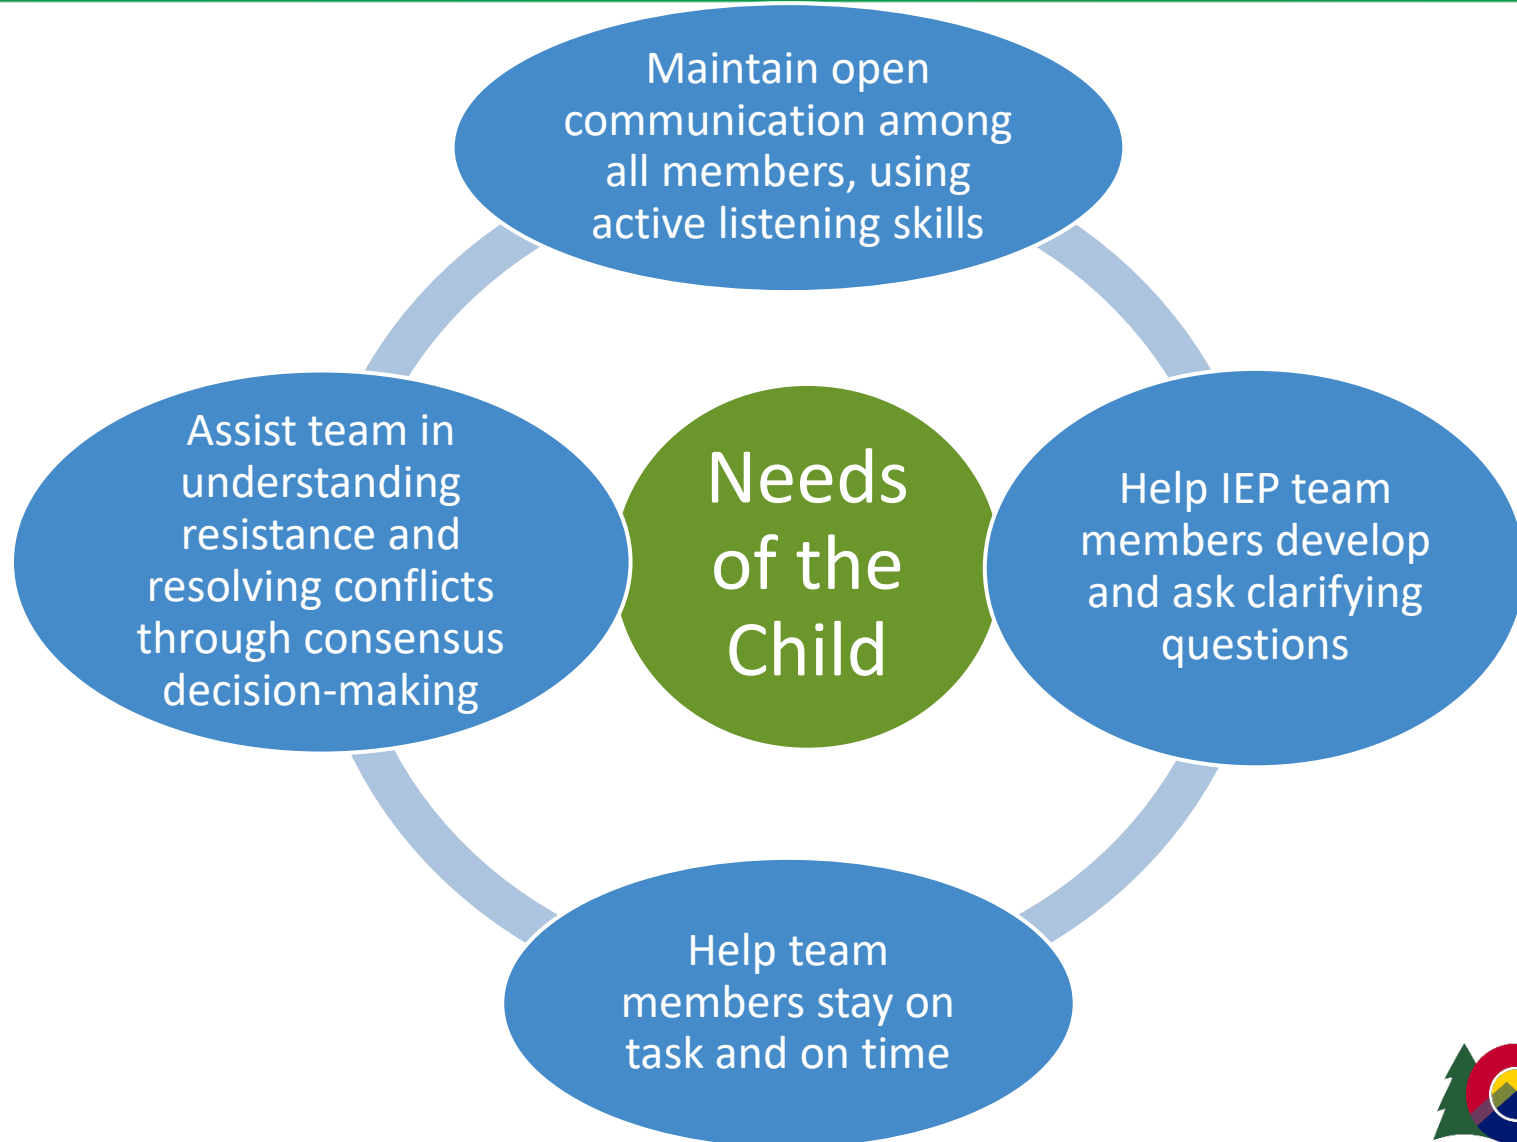 Maintain open
communication among
all members, using
active listening skills
Assist team in
understanding
resistance and
resolving conflicts
through consensus
decision-making
Needs
of the
Child
Help IEP team
members develop
and ask clarifying
questions
Help team
members stay on
task and on time